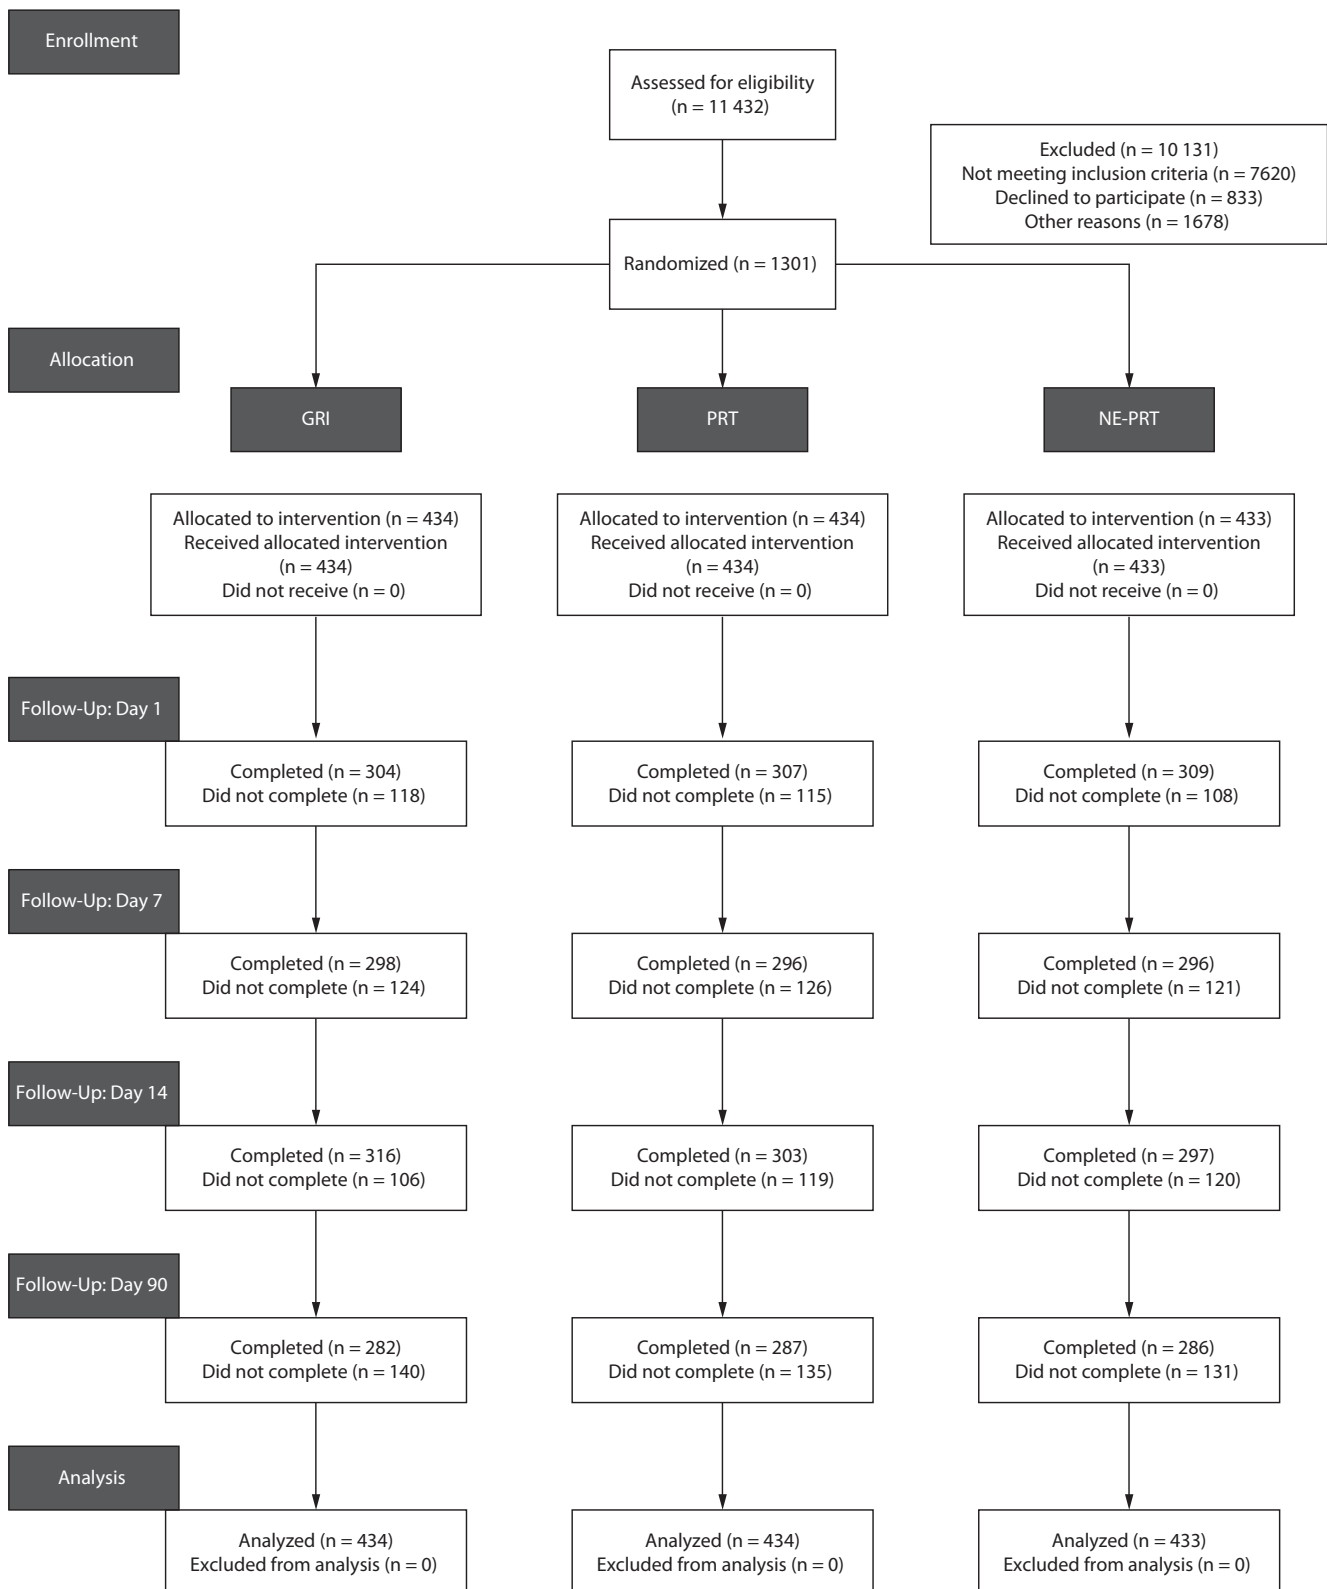 Enrollment
Assessed for eligibility
(n = 11 432)
Excluded (n = 10 131)
Not meeting inclusion criteria (n = 7620)
Declined to participate (n = 833)
Other reasons (n = 1678)
Randomized (n = 1301)
Allocation
GRI
PRT
NE-PRT
Allocated to intervention (n = 434)
Received allocated intervention
(n = 434)
Did not receive (n = 0)
Allocated to intervention (n = 434)
Received allocated intervention
(n = 434)
Did not receive (n = 0)
Allocated to intervention (n = 433)
Received allocated intervention
(n = 433)
Did not receive (n = 0)
Follow-Up: Day 1
Completed (n = 304)
Did not complete (n = 118)
Completed (n = 307)
Did not complete (n = 115)
Completed (n = 309)
Did not complete (n = 108)
Follow-Up: Day 7
Completed (n = 298)
Did not complete (n = 124)
Completed (n = 296)
Did not complete (n = 126)
Completed (n = 296)
Did not complete (n = 121)
Follow-Up: Day 14
Completed (n = 316)
Did not complete (n = 106)
Completed (n = 303)
Did not complete (n = 119)
Completed (n = 297)
Did not complete (n = 120)
Follow-Up: Day 90
Completed (n = 282)
Did not complete (n = 140)
Completed (n = 287)
Did not complete (n = 135)
Completed (n = 286)
Did not complete (n = 131)
Analysis
Analyzed (n = 434)
Excluded from analysis (n = 0)
Analyzed (n = 434)
Excluded from analysis (n = 0)
Analyzed (n = 433)
Excluded from analysis (n = 0)